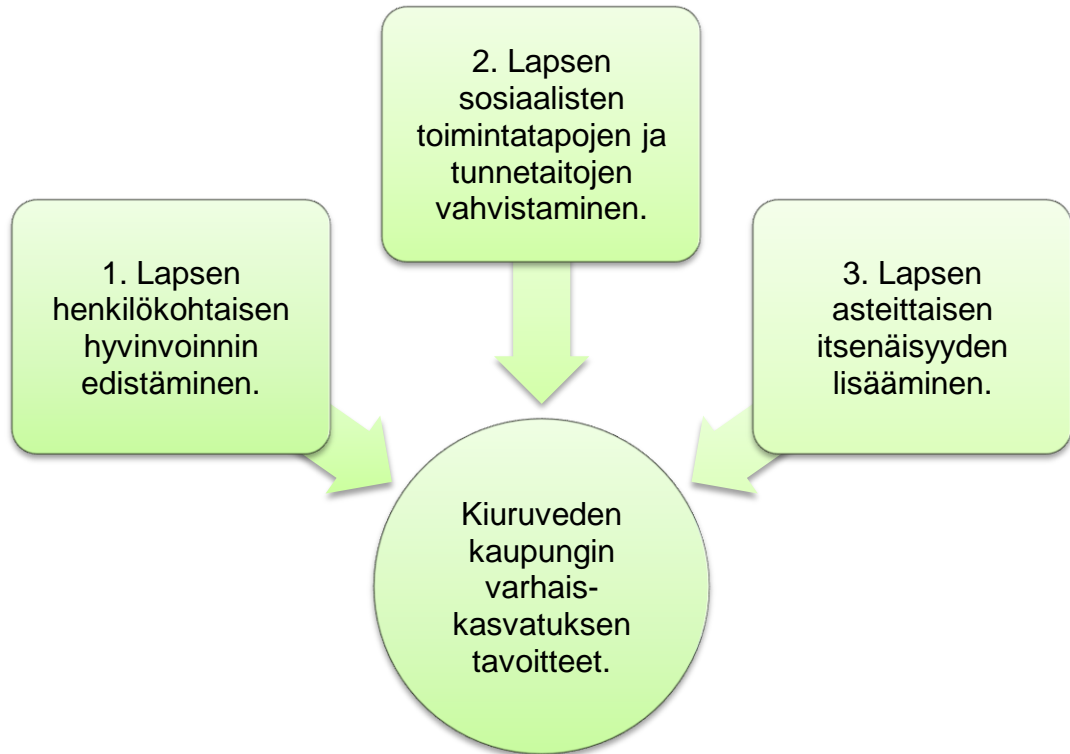 1. Lapsen
henkilökohtaisen
hyvinvoinnin
edistäminen.
2. Lapsen
sosiaalisten
toimintatapojen ja
tunnetaitojen
vahvistaminen.
3. Lapsen
asteittaisen
itsenäisyyden
lisääminen.
Kiuruveden
kaupungin
varhais-
kasvatuksen
tavoitteet.